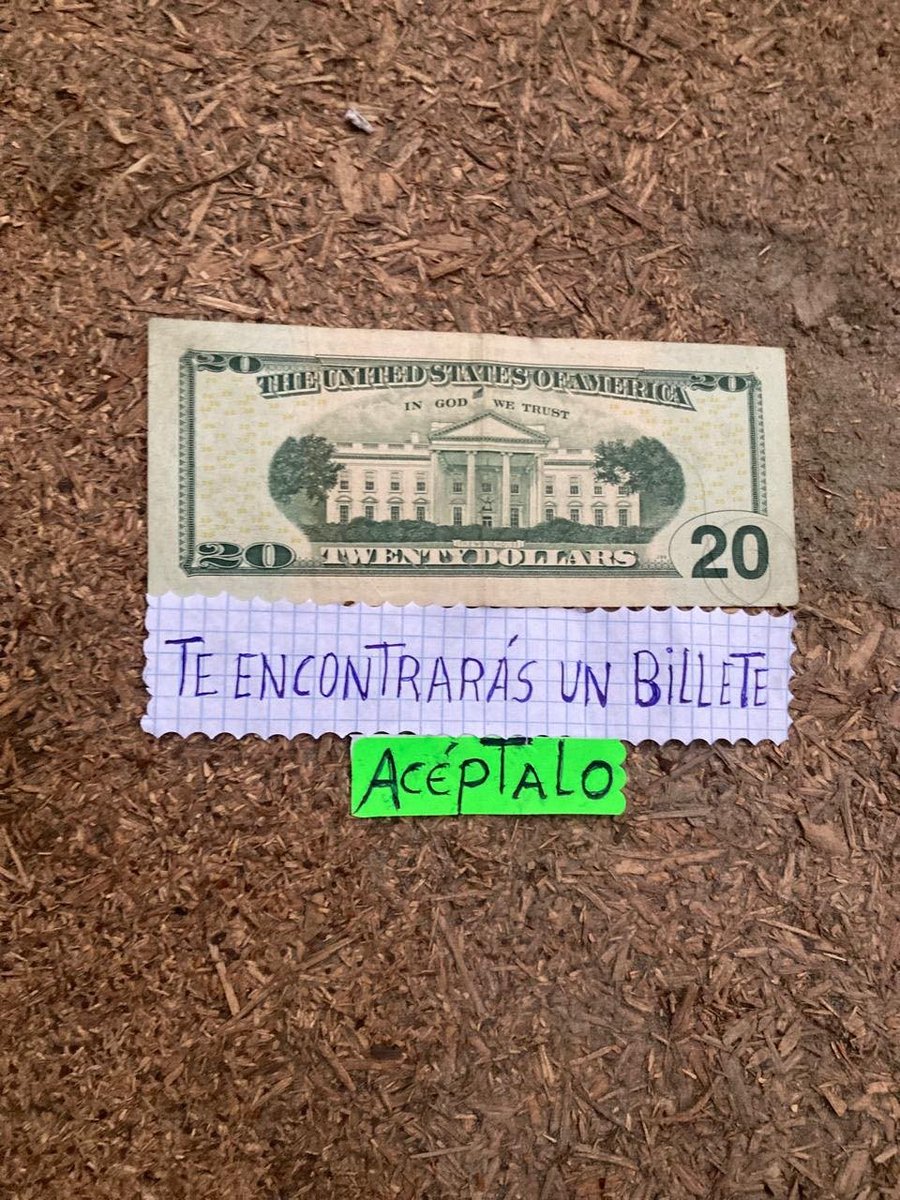 20 THE UNITED STATES OF AMERICA 20
IN GOD WE TRUST
20 TWENTY DOLLARS 20
TE ENCONTRARÁS UN BILLETE
ACÉPTALO